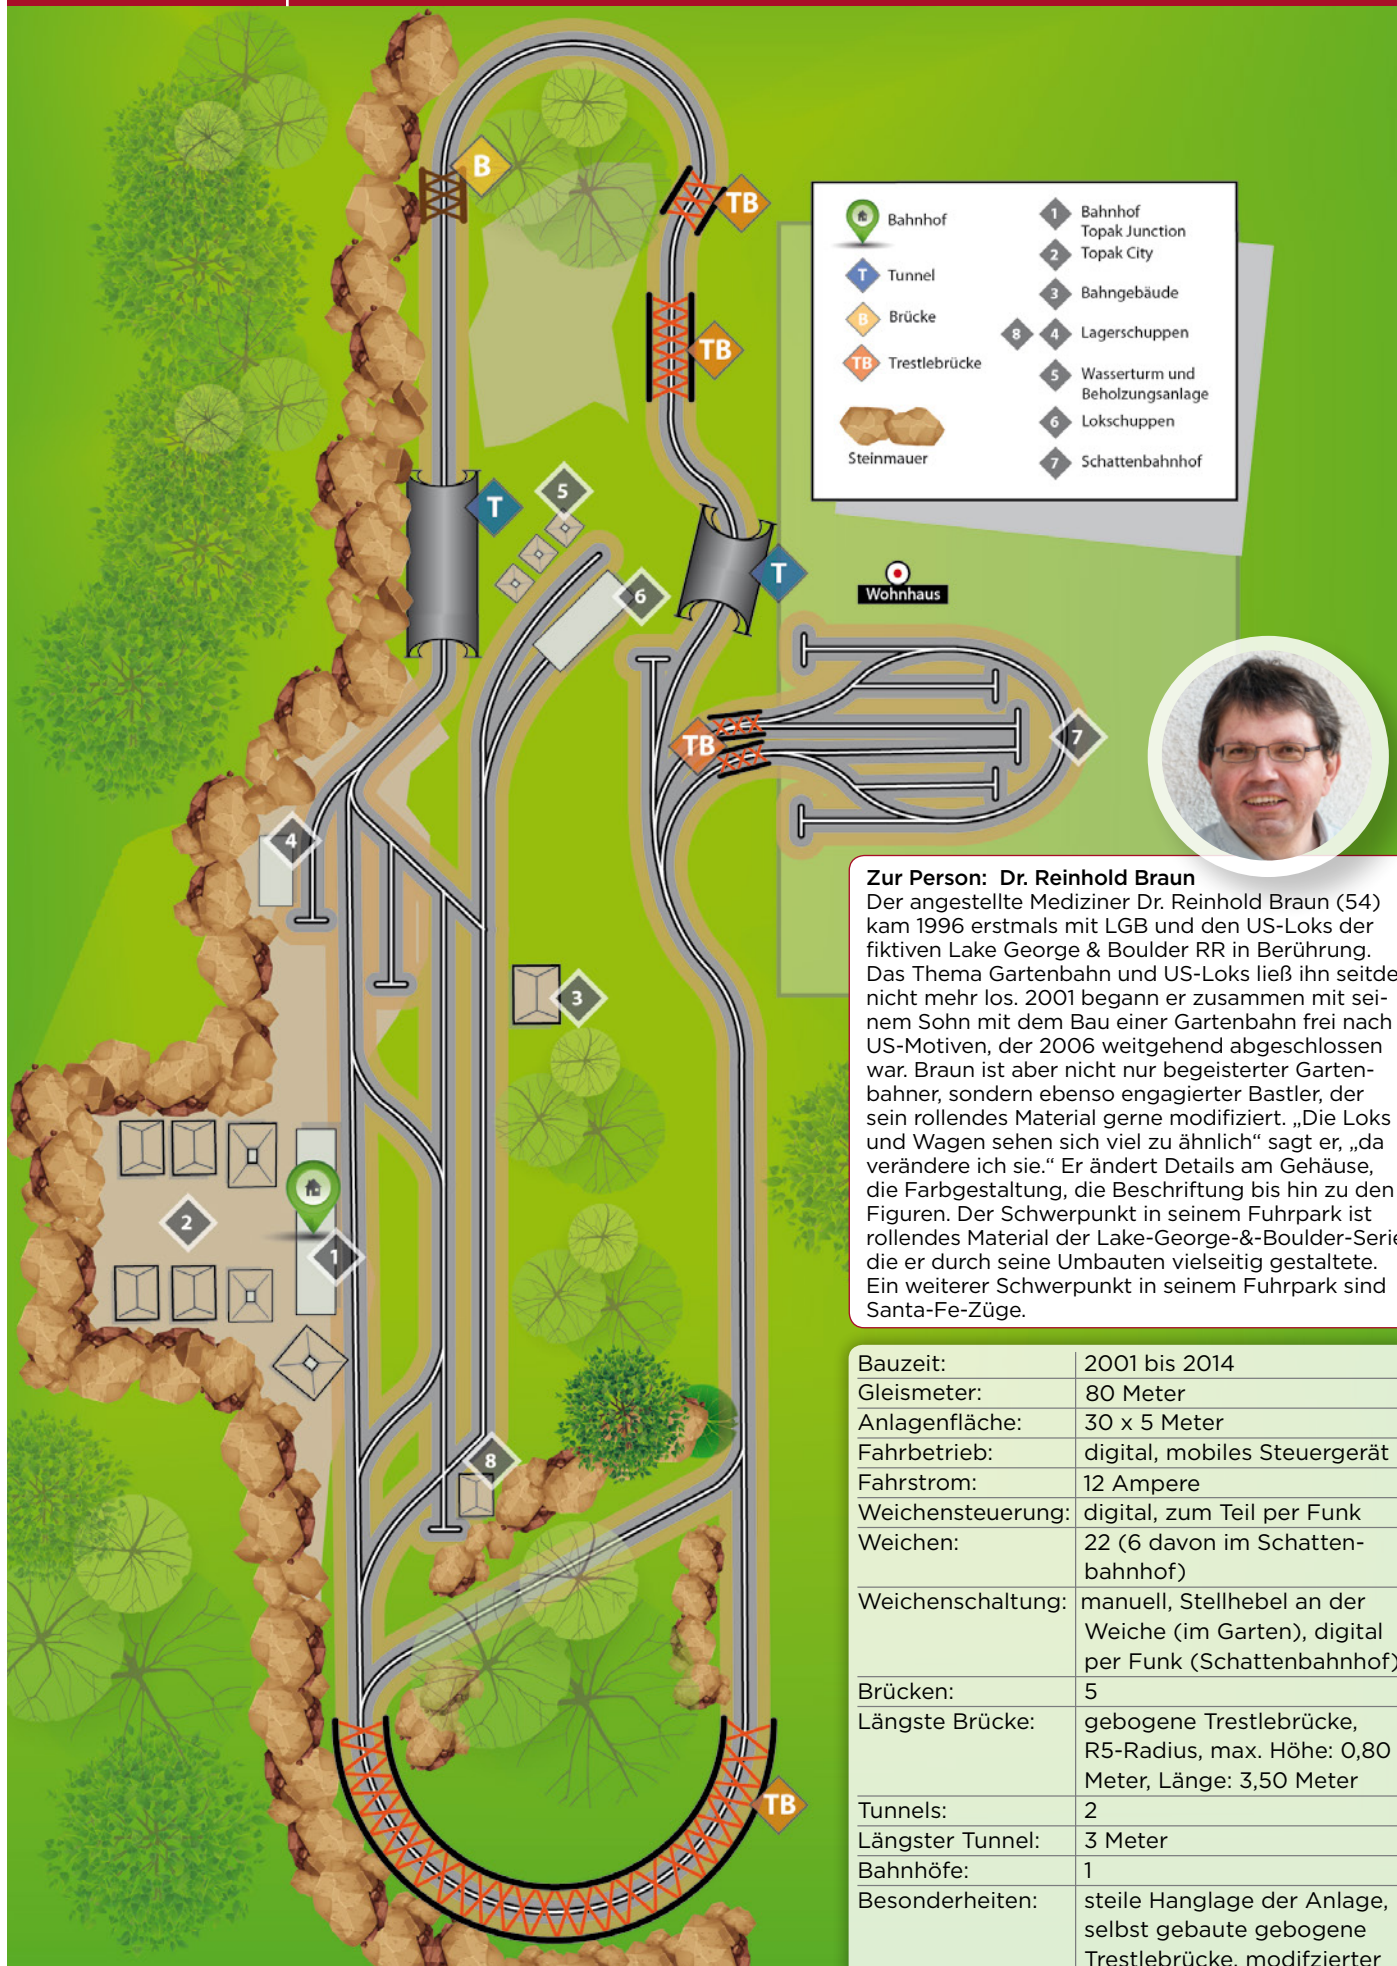 B
TB
TB
T
5
T
6
TB
7
4
3
2
1
8
TB
Bahnhof
T Tunnel
B Brücke
TB Trestlebrücke
Steinmauer
1 Bahnhof
Topak Junction
2 Topak City
3 Bahngebäude
8 4 Lagerschuppen
5 Wasserturm und
Beholzungsanlage
6 Lokschuppen
7 Schattenbahnhof
Wohnhaus
Zur Person: Dr. Reinhold Braun
Der angestellte Mediziner Dr. Reinhold Braun (54)
kam 1996 erstmals mit LGB und den US-Loks der
fiktiven Lake George & Boulder RR in Berührung.
Das Thema Gartenbahn und US-Loks ließ ihn seitde
nicht mehr los. 2001 begann er zusammen mit sei-
nem Sohn mit dem Bau einer Gartenbahn frei nach
US-Motiven, der 2006 weitgehend abgeschlossen
war. Braun ist aber nicht nur begeisterter Garten-
bahner, sondern ebenso engagierter Bastler, der
sein rollendes Material gerne modifiziert. „Die Loks
und Wagen sehen sich viel zu ähnlich“ sagt er, „da
verändere ich sie.“ Er ändert Details am Gehäuse,
die Farbgestaltung, die Beschriftung bis hin zu den
Figuren. Der Schwerpunkt in seinem Fuhrpark ist
rollendes Material der Lake-George-&-Boulder-Serie
die er durch seine Umbauten vielseitig gestaltete.
Ein weiterer Schwerpunkt in seinem Fuhrpark sind
Santa-Fe-Züge.
Bauzeit: 2001 bis 2014
Gleismeter: 80 Meter
Anlagenfläche: 30 x 5 Meter
Fahrbetrieb: digital, mobiles Steuergerät
Fahrstrom: 12 Ampere
Weichensteuerung: digital, zum Teil per Funk
Weichen: 22 (6 davon im Schatten-
bahnhof)
Weichenschaltung: manuell, Stellhebel an der
Weiche (im Garten), digital
per Funk (Schattenbahnhof)
Brücken: 5
Längste Brücke: gebogene Trestlebrücke,
R5-Radius, max. Höhe: 0,80
Meter, Länge: 3,50 Meter
Tunnels: 2
Längster Tunnel: 3 Meter
Bahnhöfe: 1
Besonderheiten: steile Hanglage der Anlage,
selbst gebaute gebogene
Trestlebrücke, modifzierter